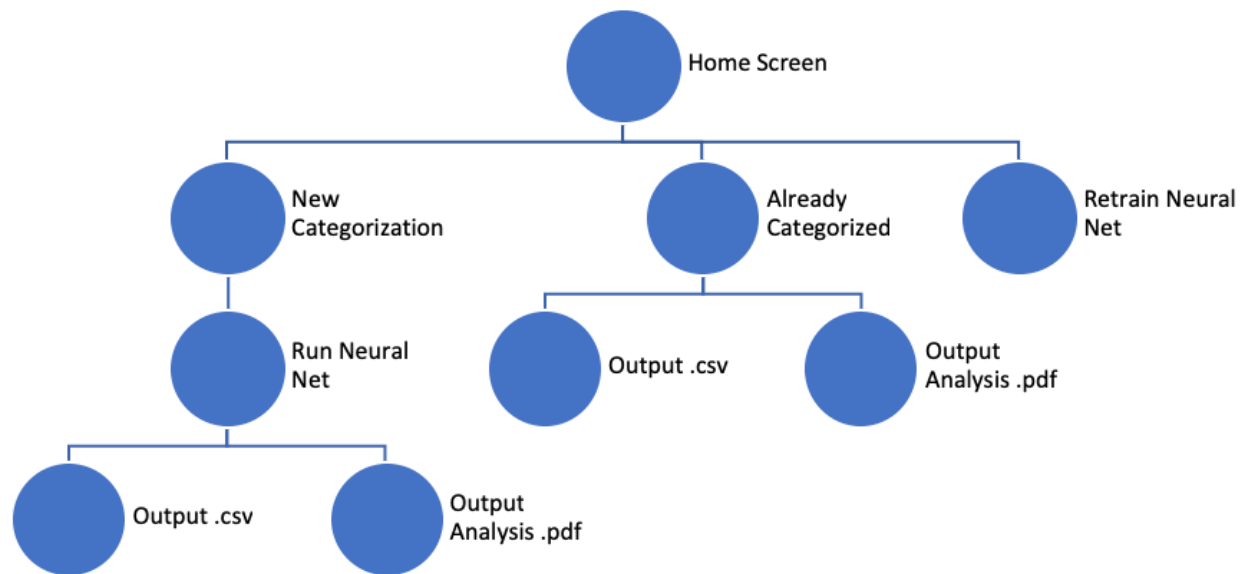 Home Screen
New
Categorization
Already
Categorized
Retrain Neural
Net
Run Neural
Net
Output .csv
Output
Analysis .pdf
Output .csv
Output
Analysis .pdf